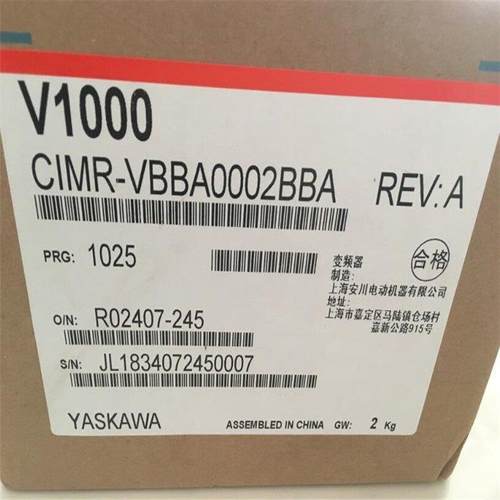 V1000
CIMR-VBBA0002BBA REV: A
PRG: 1025
变频器
合格
制造:
上海安川电动机器有限公司
地址:
上海市嘉定区马陆镇仓场村
嘉新公路915号
O/N: R02407-245
S/N: JL1834072450007
YASKAWA ASSEMBLED IN CHINA GW: 2 Kg